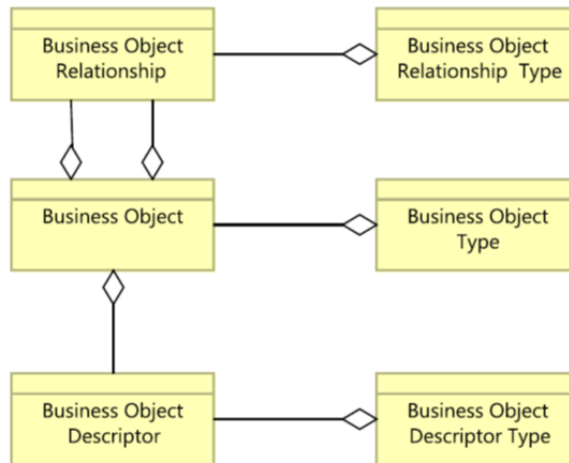 Business Object
Relationship
Business Object
Relationship Type
Business Object
Business Object
Type
Business Object
Descriptor
Business Object
Descriptor Type